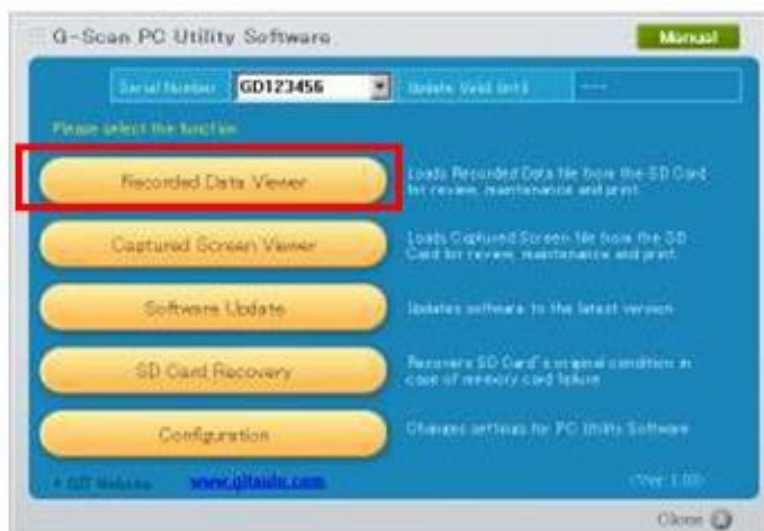 G-Scan PC Utility Software
Manual
Serial Number GD123456 Update Valid Until ---
Please select the function
Recorded Data Viewer
Loads Recorded Data file from the SD Card
for review, maintenance and print.
Captured Screen Viewer
Loads Captured Screen file from the SD
Card for review, maintenance and print.
Software Update
Updates software to the latest version
SD Card Recovery
Recovers SD Card's original condition in
case of memory card failure
Configuration
Changes settings for PC Utility Software
Website www.gitauto.com (Ver 1.00)
Close